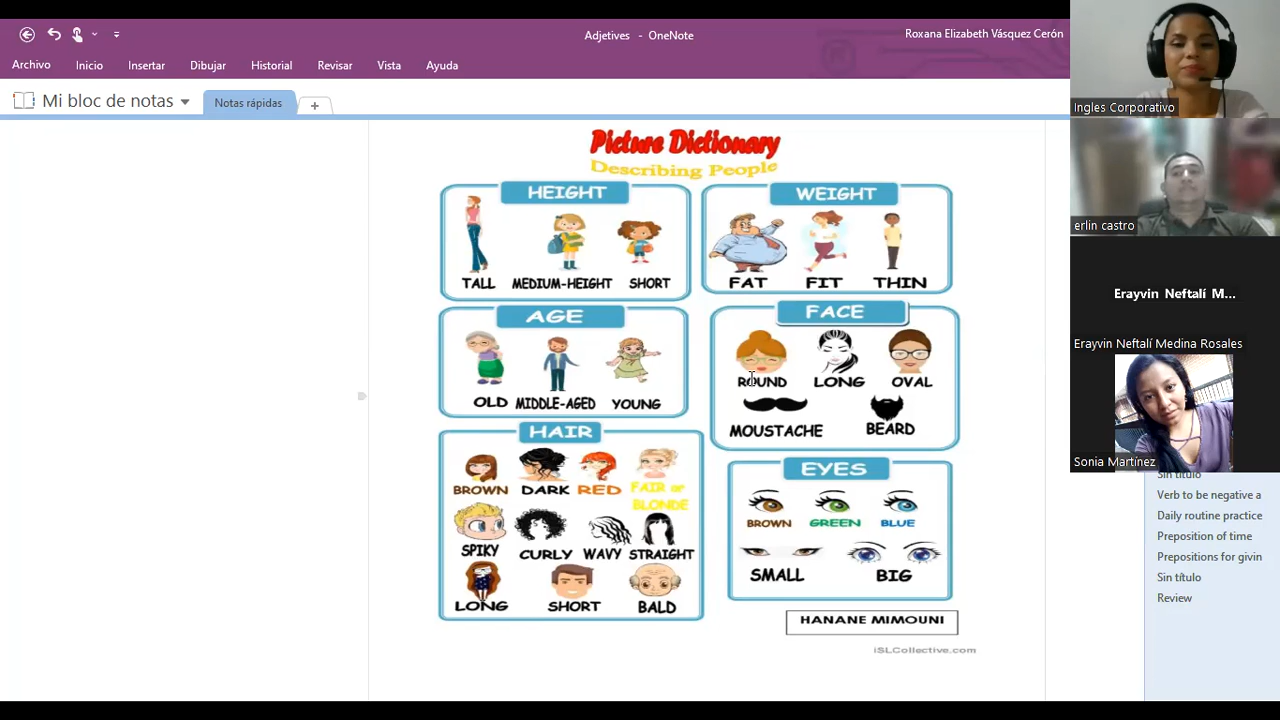 Adjetives - OneNote
Roxana Elizabeth Vásquez Cerón
Archivo
Inicio
Insertar
Dibujar
Historial
Revisar
Vista
Ayuda
Mi bloc de notas
Notas rápidas
Picture Dictionary
Describing People
HEIGHT
TALL
MEDIUM-HEIGHT
SHORT
WEIGHT
FAT
FIT
THIN
AGE
OLD
MIDDLE-AGED
YOUNG
FACE
ROUND
LONG
OVAL
MOUSTACHE
BEARD
HAIR
BROWN
DARK
RED
FAIR or
BLONDE
SPIKY
CURLY
WAVY
STRAIGHT
LONG
SHORT
BALD
EYES
BROWN
GREEN
BLUE
SMALL
BIG
HANANE MIMOUNI
iSLCollective.com
Ingles Corporativo
erlin castro
Erayvin Neftalí M...
Erayvin Neftalí Medina Rosales
Sonia Martínez
Sin título
Verb to be negative a
Daily routine practice
Preposition of time
Prepositions for givin
Sin título
Review